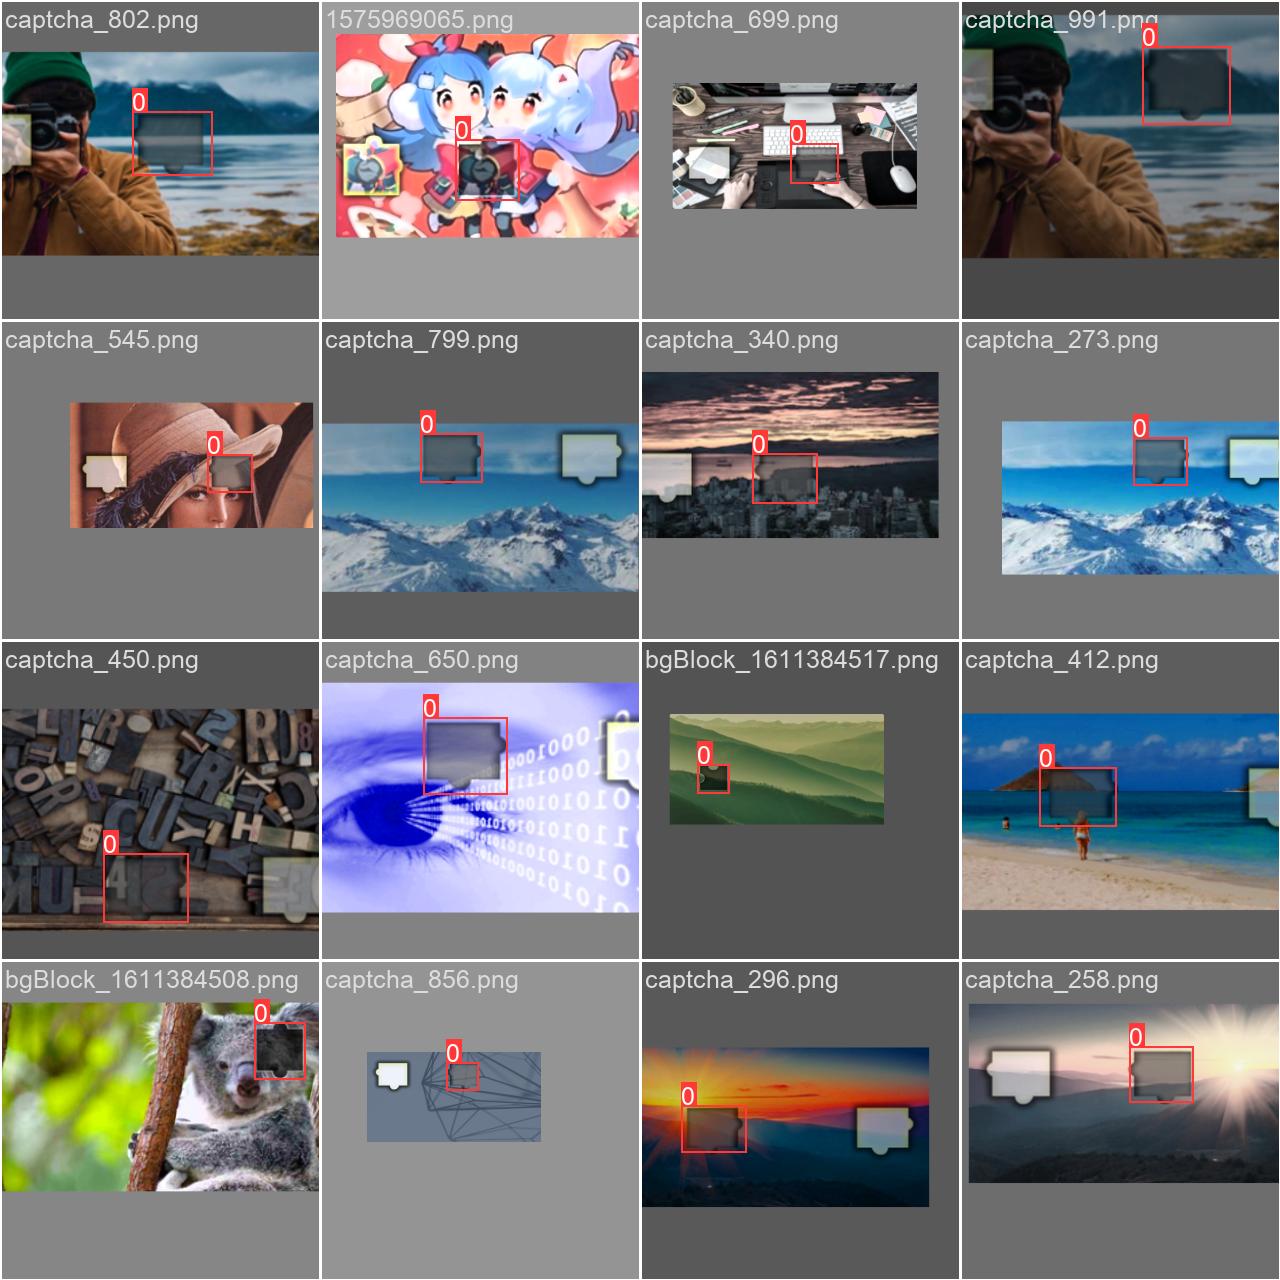 captcha_802.png
1575969065.png
captcha_699.png
captcha_991.png
0
0
0
0
captcha_545.png
captcha_799.png
captcha_340.png
captcha_273.png
0
0
0
0
captcha_450.png
captcha_650.png
bgBlock_1611384517.png
captcha_412.png
0
0
0
0
bgBlock_1611384508.png
captcha_856.png
captcha_296.png
captcha_258.png
0
0
0
0